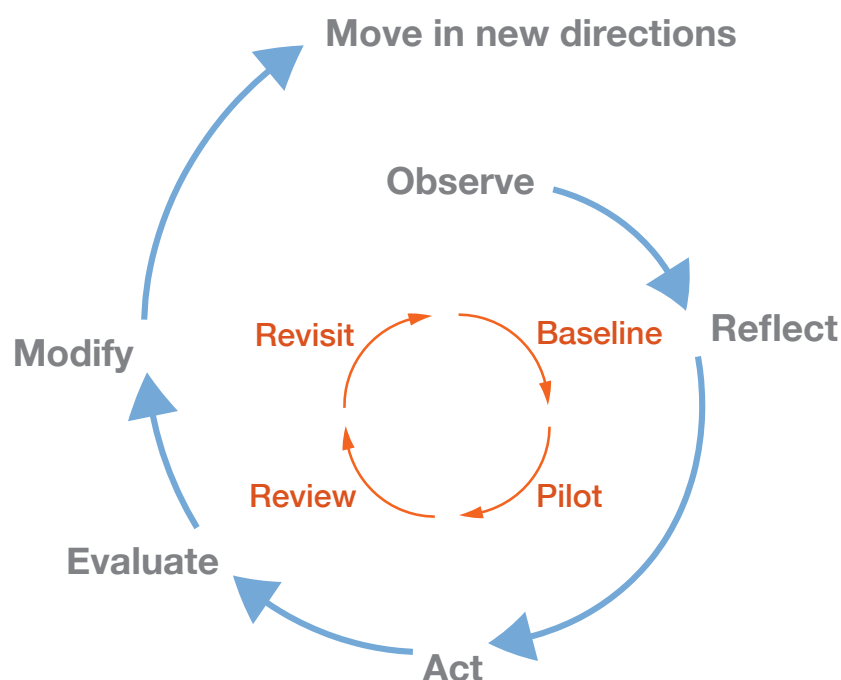 Move in new directions
Observe
Reflect
Act
Evaluate
Modify
Baseline
Pilot
Review
Revisit